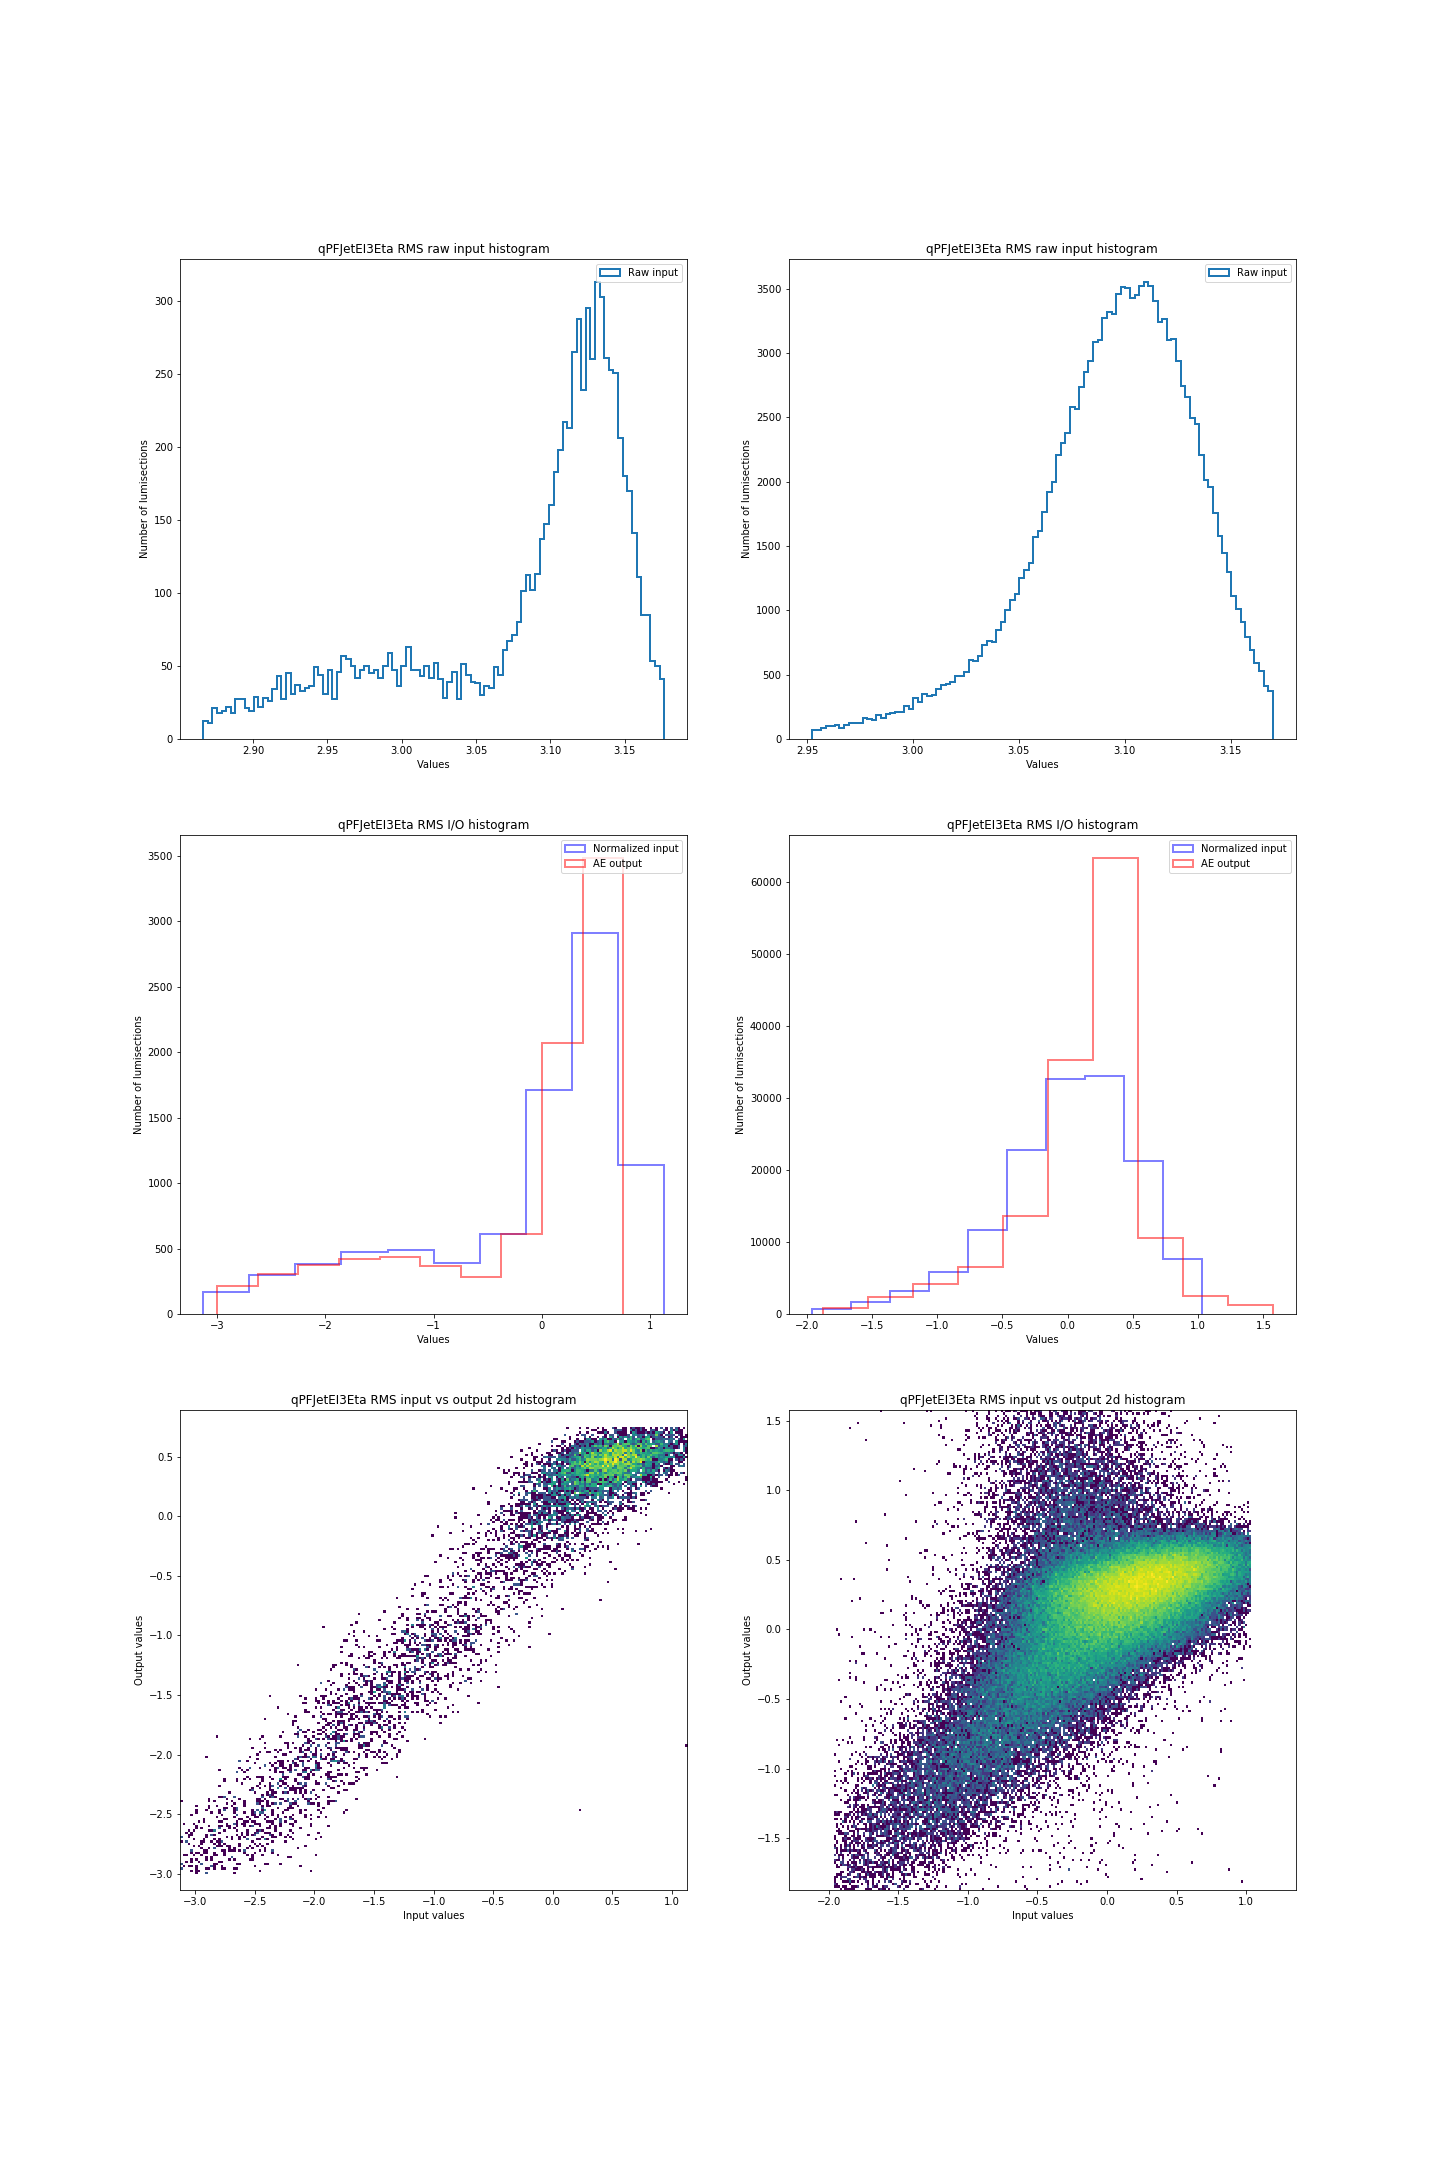 qPFJetEI3Eta RMS raw input histogram
Raw input
300
250
200
150
100
50
0
Number of lumisections
2.90 2.95 3.00 3.05 3.10 3.15
Values
qPFJetEI3Eta RMS raw input histogram
Raw input
3500
3000
2500
2000
1500
1000
500
0
Number of lumisections
2.95 3.00 3.05 3.10 3.15
Values
qPFJetEI3Eta RMS I/O histogram
Normalized input
AE output
3500
3000
2500
2000
1500
1000
500
0
Number of lumisections
−3 −2 −1 0 1
Values
qPFJetEI3Eta RMS I/O histogram
Normalized input
AE output
60000
50000
40000
30000
20000
10000
0
Number of lumisections
−2.0 −1.5 −1.0 −0.5 0.0 0.5 1.0 1.5
Values
qPFJetEI3Eta RMS input vs output 2d histogram
0.5
0.0
−0.5
−1.0
−1.5
−2.0
−2.5
−3.0
Output values
−3.0 −2.5 −2.0 −1.5 −1.0 −0.5 0.0 0.5 1.0
Input values
qPFJetEI3Eta RMS input vs output 2d histogram
1.5
1.0
0.5
0.0
−0.5
−1.0
−1.5
Output values
−2.0 −1.5 −1.0 −0.5 0.0 0.5 1.0
Input values